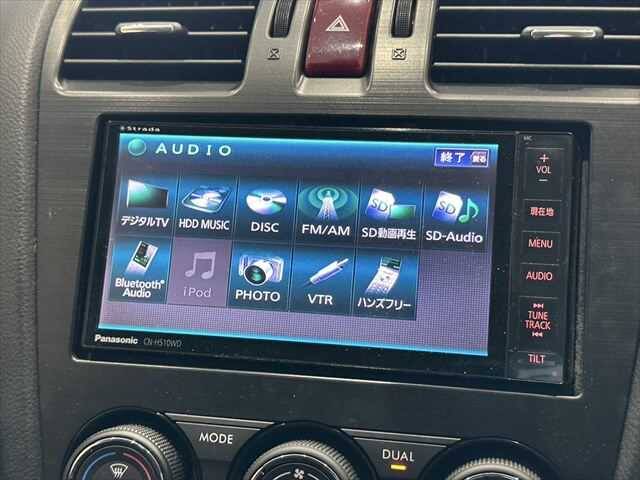 Strada
AUDIO
終了 戻る
デジタルTV HDD MUSIC DISC FM/AM SD動画再生 SD-Audio
Bluetooth® Audio iPod PHOTO VTR ハンズフリー
Panasonic CN-H510WD
MIC
+
VOL
−
現在地
MENU
AUDIO
TUNE
TRACK
TILT
MODE
DUAL